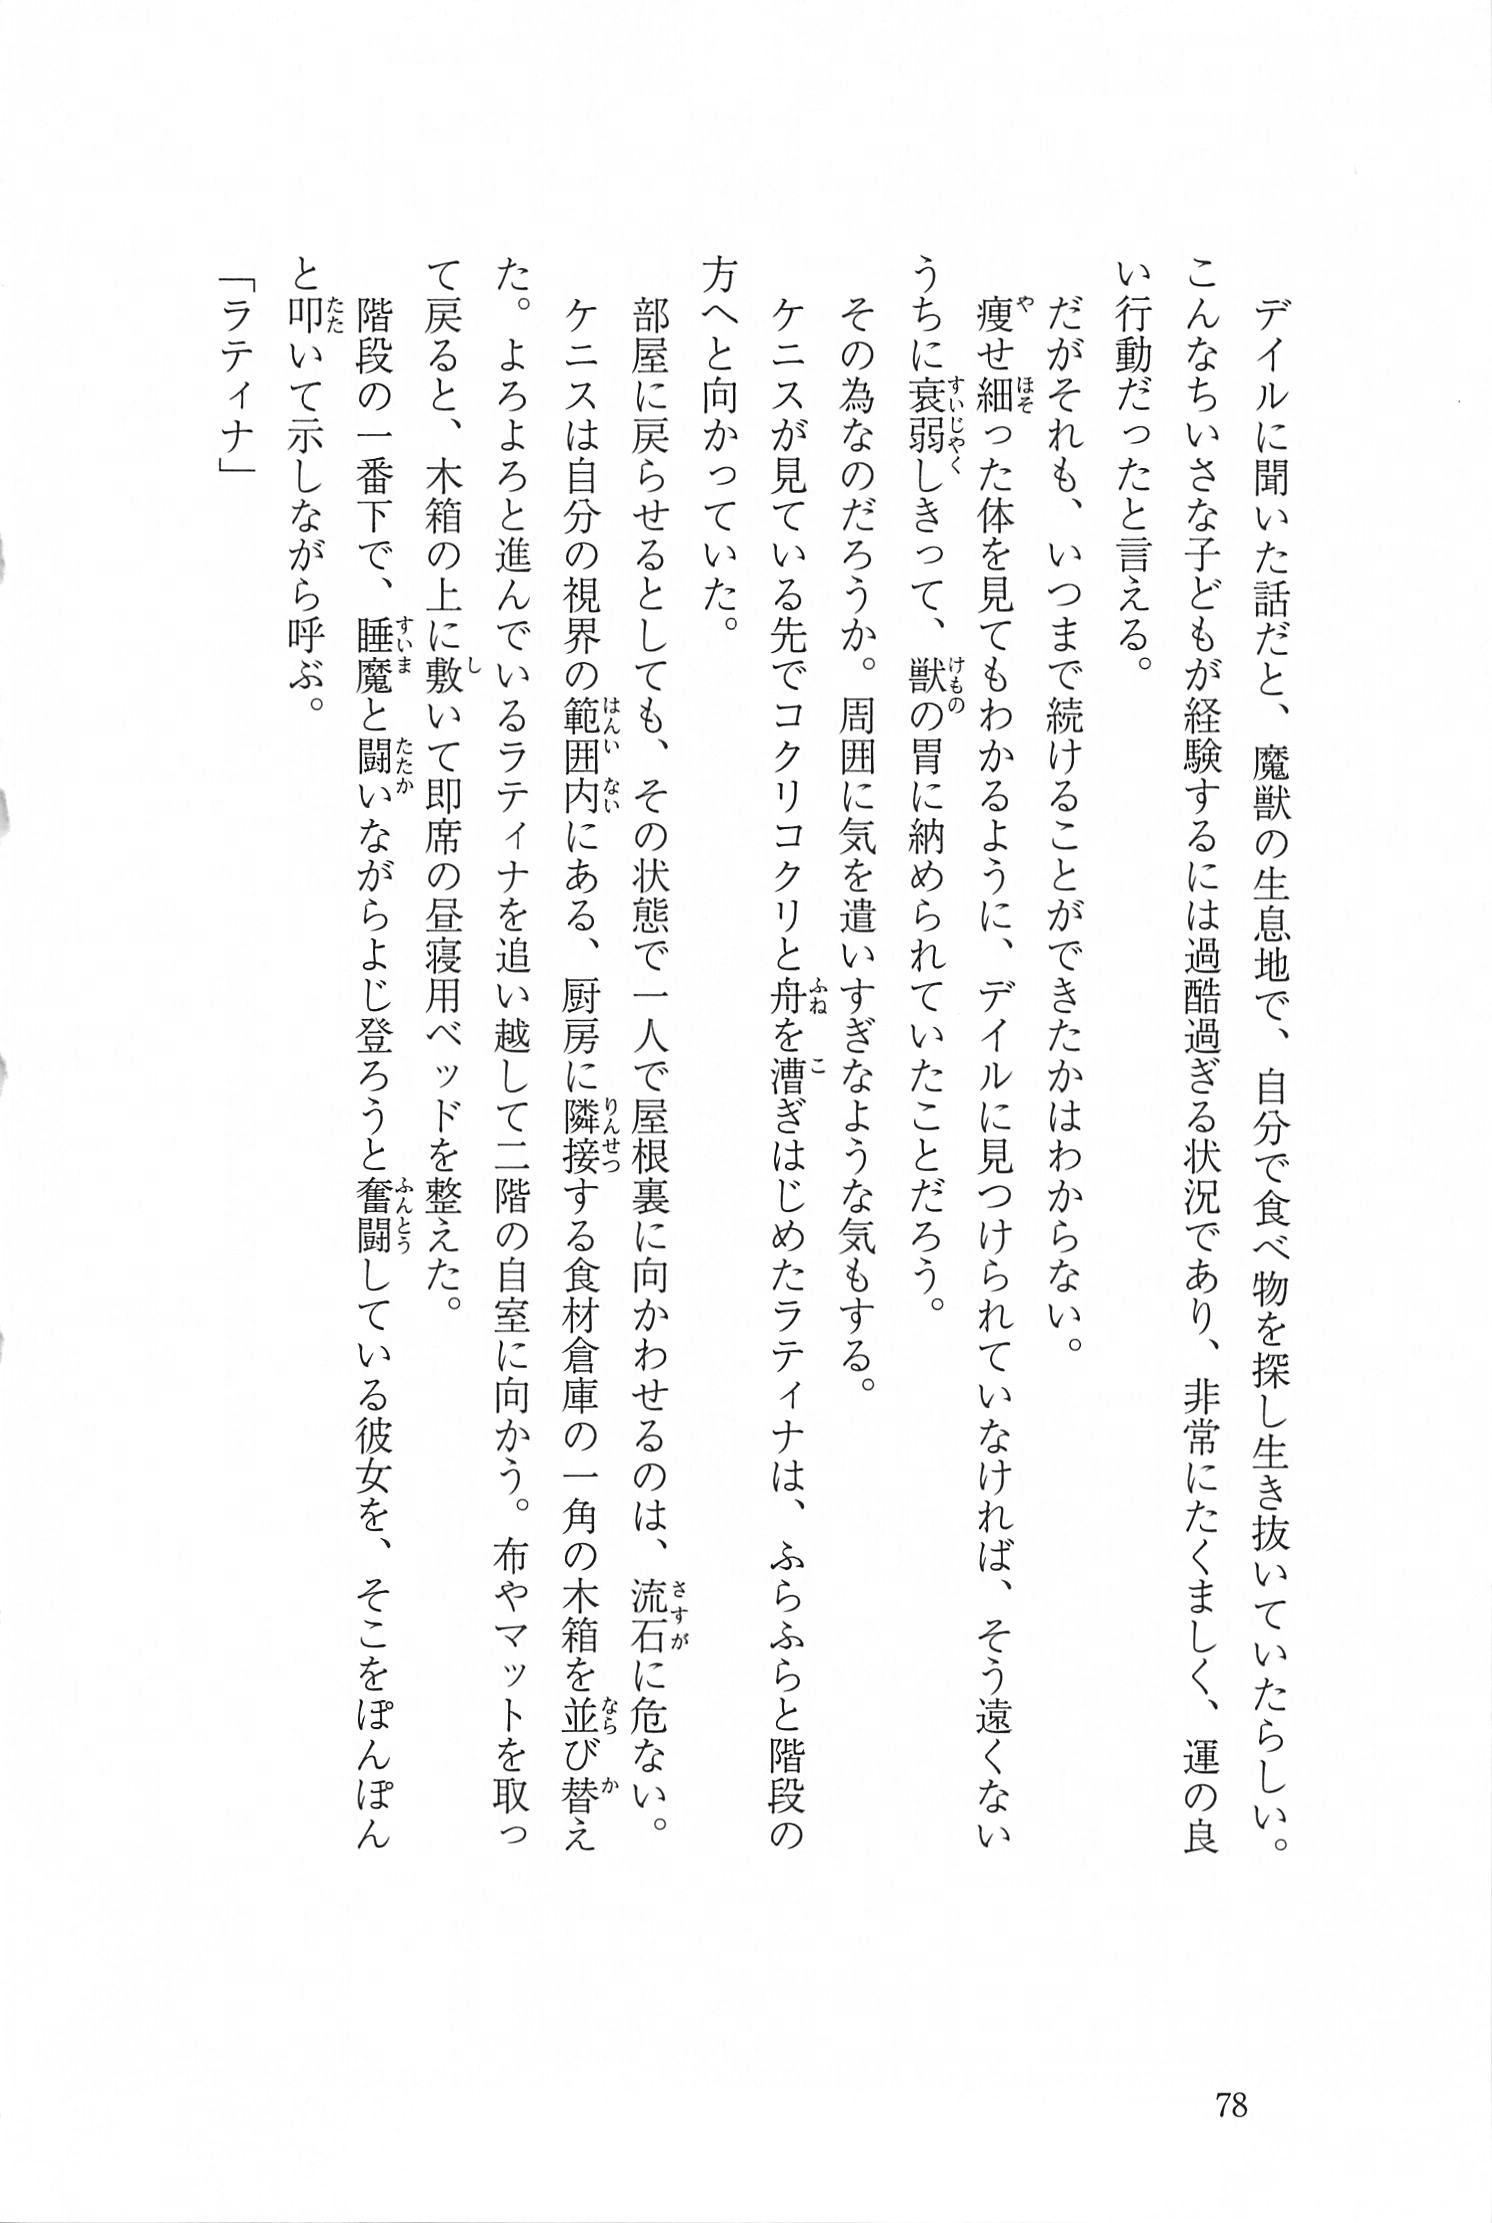 デイルに聞いた話だと、魔獣の生息地で、自分で食べ物を探し生き抜いていたらしい。
こんなちいさな子どもが経験するには過酷過ぎる状況であり、非常にたくましく、運の良
い行動だったと言える。
だがそれも、いつまで続けることができたかはわからない。
痩せ細った体を見てもわかるように、デイルに見つけられていなければ、そう遠くない
うちに衰弱しきって、獣の胃に納められていたことだろう。
その為なのだろうか。周囲に気を遣いすぎなような気もする。
ケニスが見ている先でコクリコクリと舟を漕ぎはじめたラティナは、ふらふらと階段の
方へと向かっていた。
部屋に戻らせるとしても、その状態で一人で屋根裏に向かわせるのは、流石に危ない。
ケニスは自分の視界の範囲内にある、厨房に隣接する食材倉庫の一角の木箱を並び替え
た。よろよろと進んでいるラティナを追い越して二階の自室に向かう。布やマットを取っ
て戻ると、木箱の上に敷いて即席の昼寝用ベッドを整えた。
階段の一番下で、睡魔と闘いながらよじ登ろうと奮闘している彼女を、そこをぽんぽん
と叩いて示しながら呼ぶ。
「ラティナ」
78